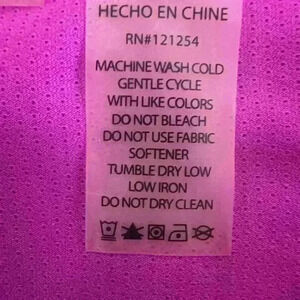 HECHO EN CHINE
RN#121254
MACHINE WASH COLD
GENTLE CYCLE
WITH LIKE COLORS
DO NOT BLEACH
DO NOT USE FABRIC
SOFTENER
TUMBLE DRY LOW
LOW IRON
DO NOT DRY CLEAN